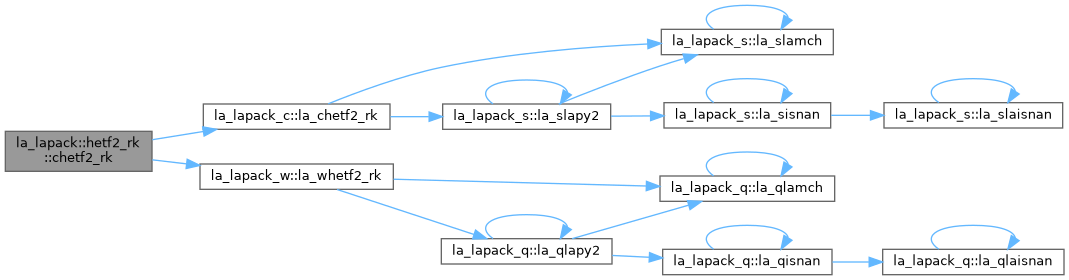 la_lapack::hetf2_rk
::chetf2_rk
la_lapack_c::la_chetf2_rk
la_lapack_w::la_whetf2_rk
la_lapack_s::la_slapy2
la_lapack_q::la_qlapy2
la_lapack_s::la_slamch
la_lapack_s::la_sisnan
la_lapack_q::la_qlamch
la_lapack_q::la_qisnan
la_lapack_s::la_slaisnan
la_lapack_q::la_qlaisnan